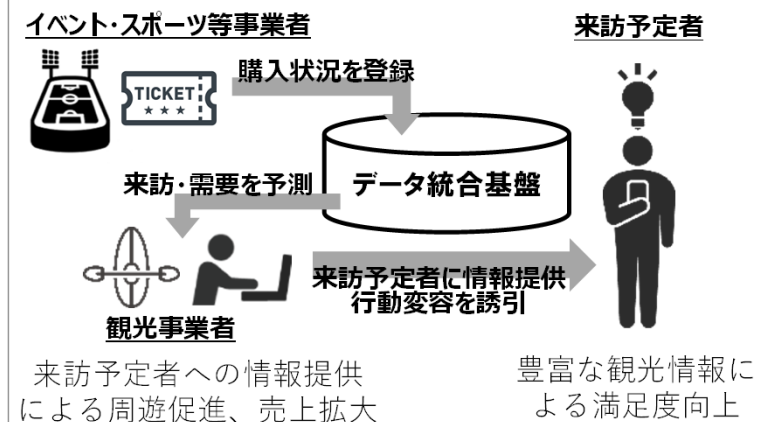 イベント・スポーツ等事業者
来訪予定者
購入状況を登録
TICKET
来訪・需要を予測
データ統合基盤
来訪予定者に情報提供
行動変容を誘引
観光事業者
来訪予定者への情報提供
による周遊促進、売上拡大
豊富な観光情報に
よる満足度向上